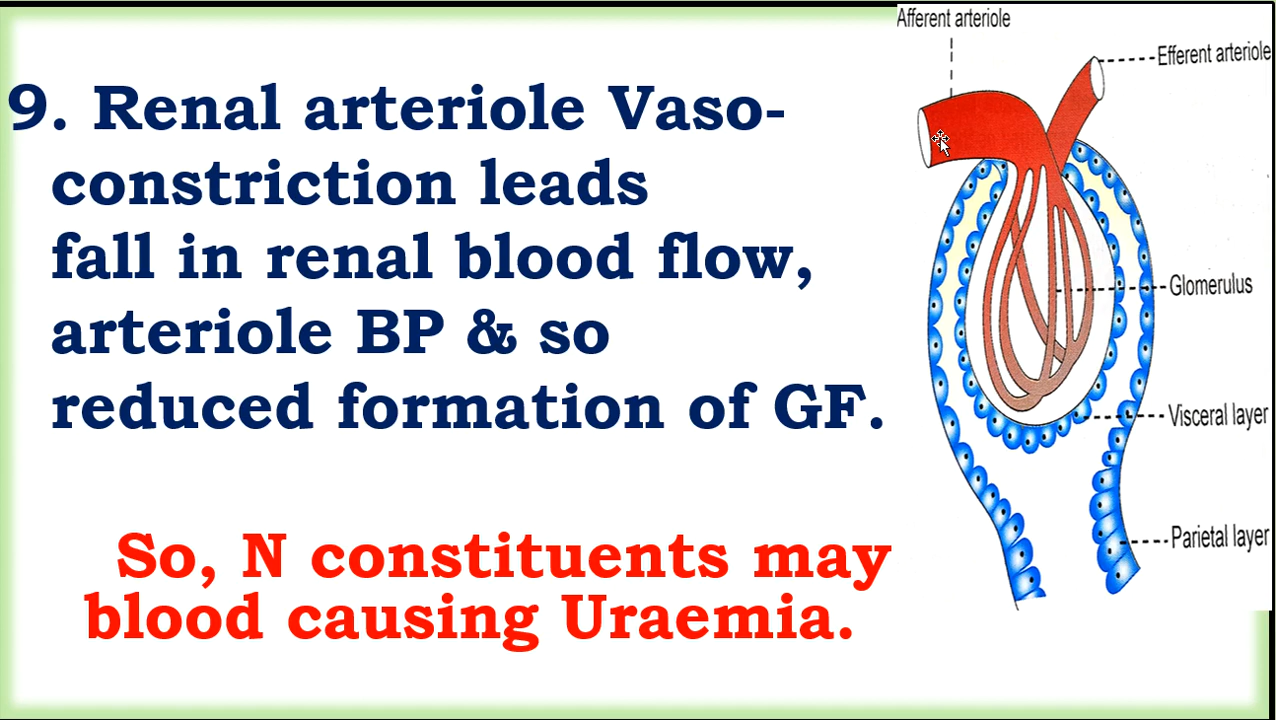 9. Renal arteriole Vaso-
constriction leads
fall in renal blood flow,
arteriole BP & so
reduced formation of GF.
So, N constituents may
blood causing Uraemia.
Afferent arteriole
Efferent arteriole
Glomerulus
Visceral layer
Parietal layer